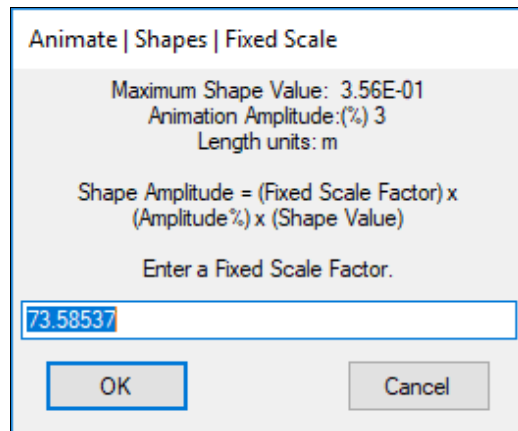 Animate | Shapes | Fixed Scale
Maximum Shape Value: 3.56E-01
Animation Amplitude:(%) 3
Length units: m
Shape Amplitude = (Fixed Scale Factor) x
(Amplitude%) x (Shape Value)
Enter a Fixed Scale Factor.
73.58537
OK
Cancel